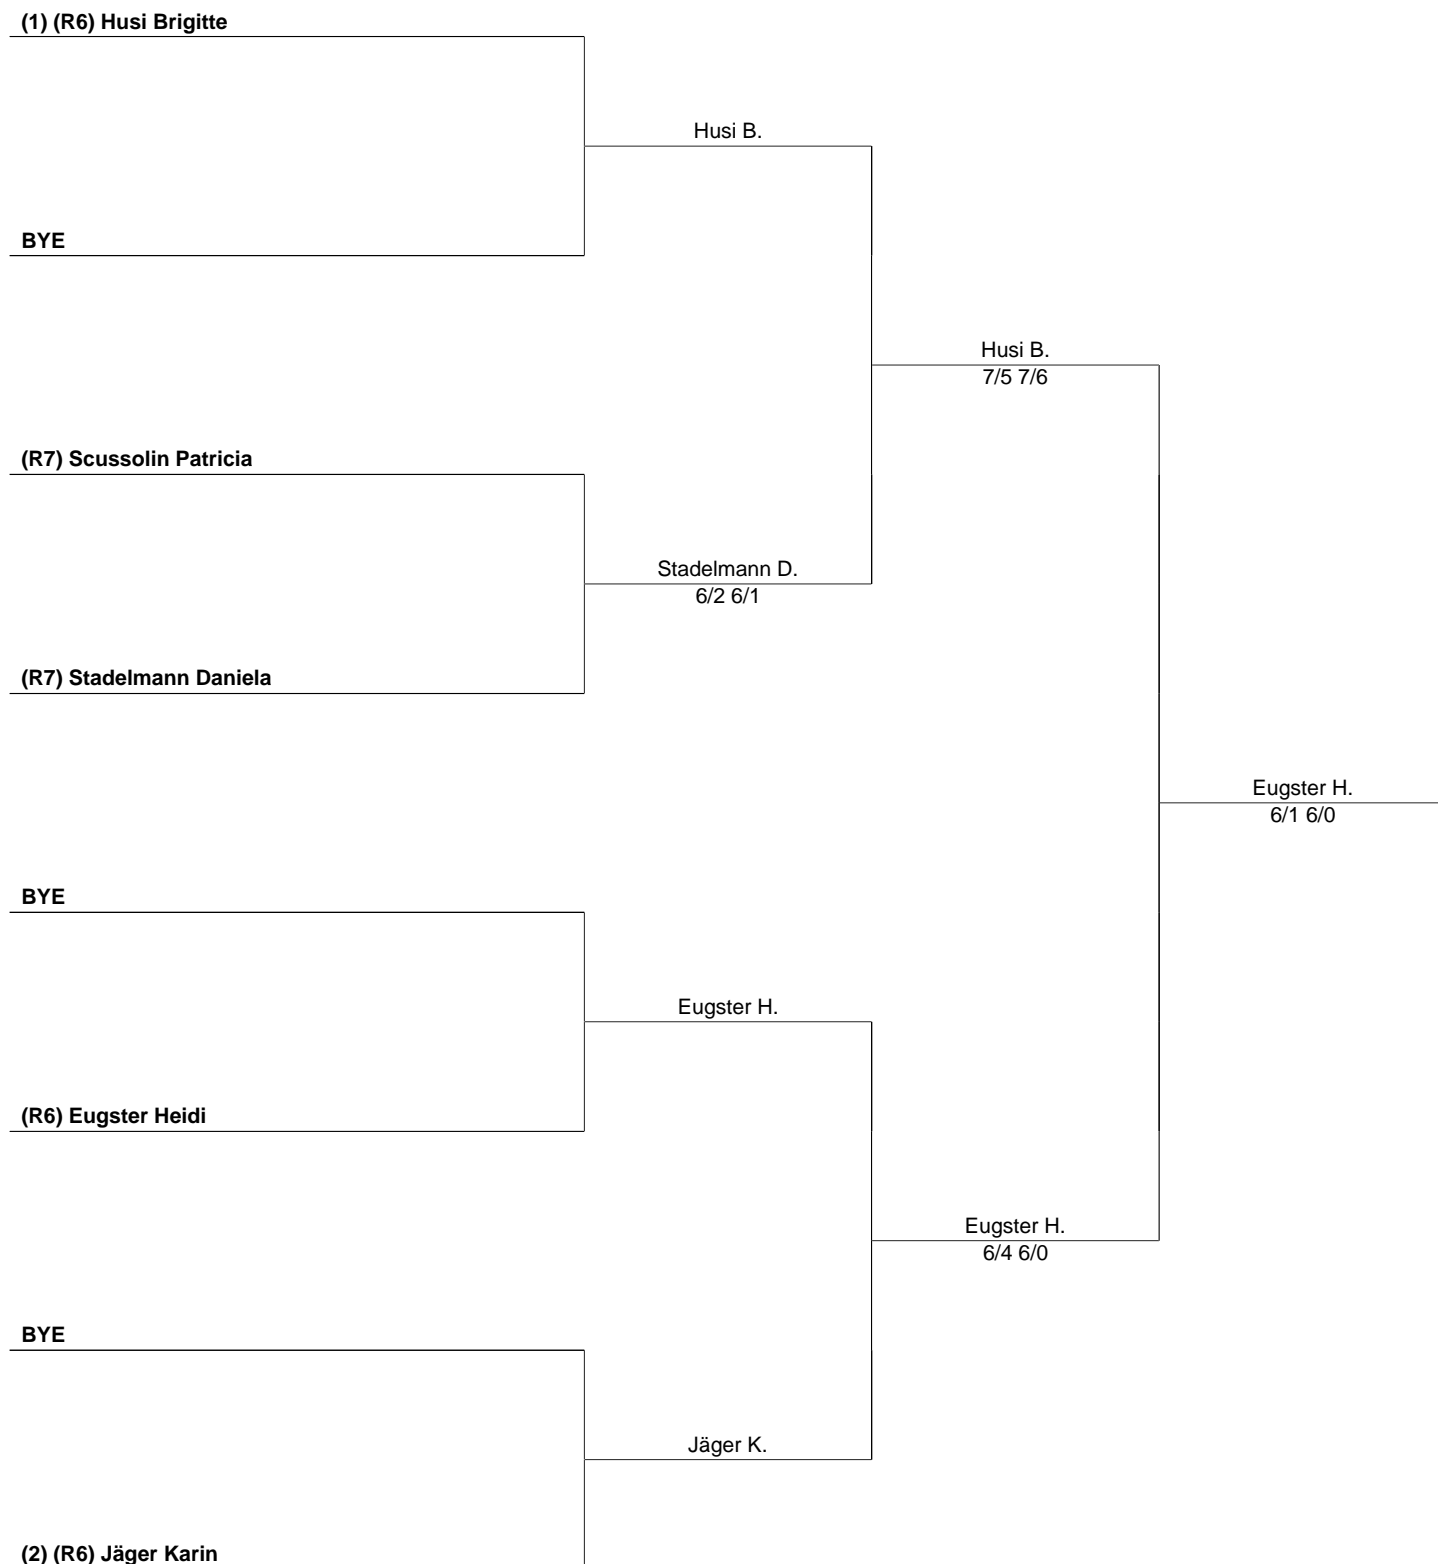 (1) (R6) Husi Brigitte
Husi B.
BYE
Husi B.
7/5 7/6
(R7) Scussolin Patricia
Stadelmann D.
6/2 6/1
(R7) Stadelmann Daniela
Eugster H.
6/1 6/0
BYE
Eugster H.
(R6) Eugster Heidi
Eugster H.
6/4 6/0
BYE
Jäger K.
(2) (R6) Jäger Karin